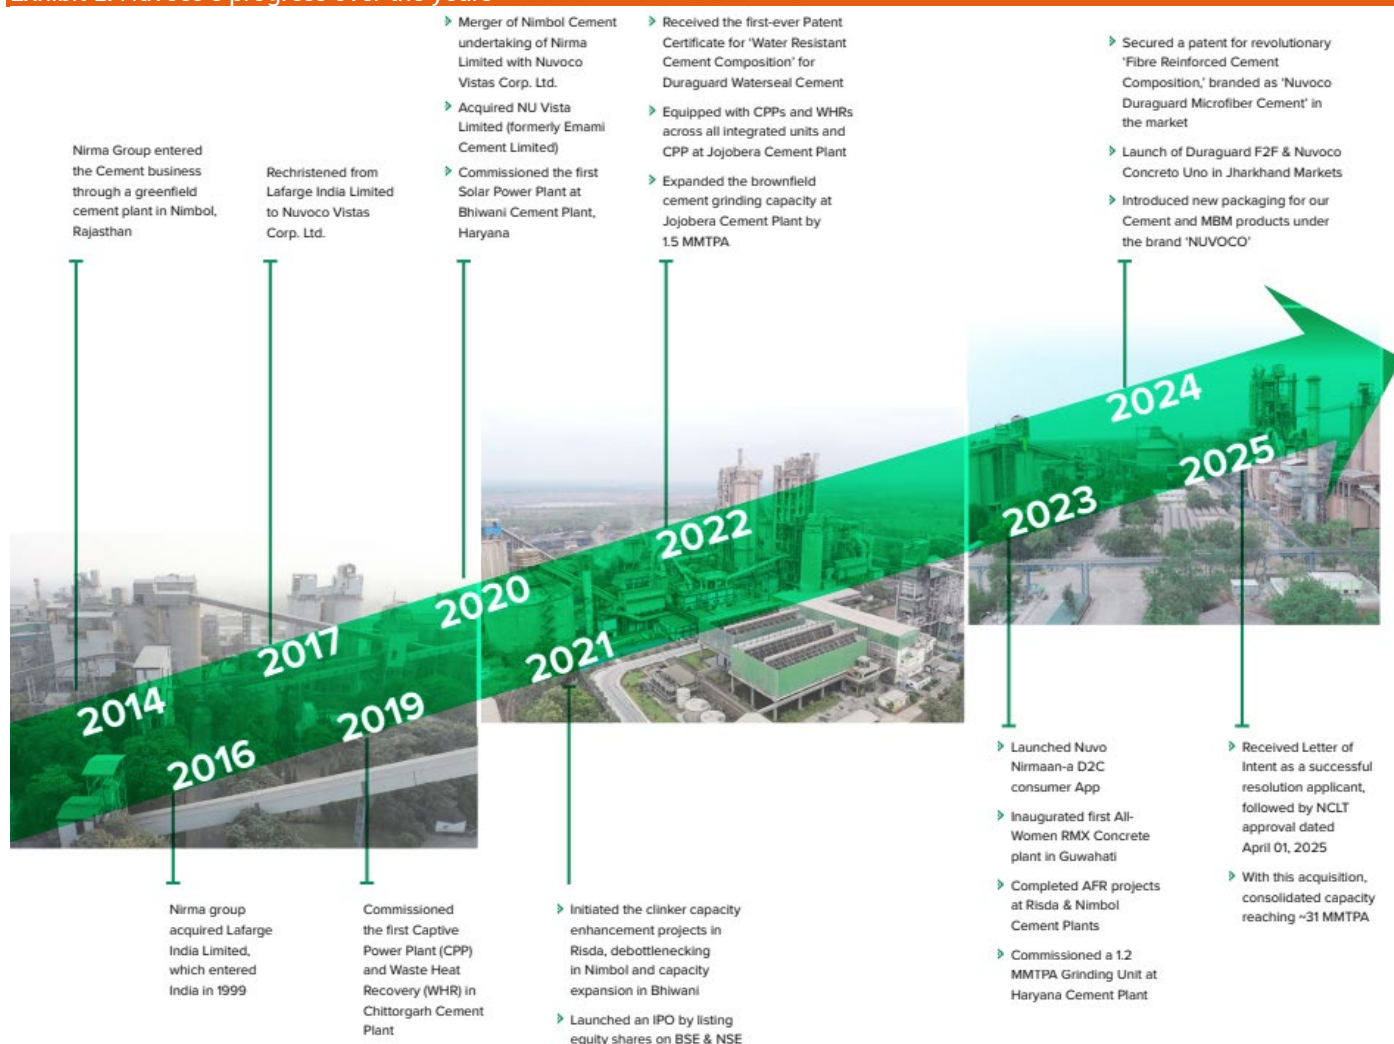 Exhibit 1: Nuvoco's progress over the years
Nirma Group entered
the Cement business
through a greenfield
cement plant in Nimbol,
Rajasthan
Rechristened from
Lafarge India Limited
to Nuvoco Vistas
Corp. Ltd.
Merger of Nimbol Cement
undertaking of Nirma
Limited with Nuvoco
Vistas Corp. Ltd.
Acquired NU Vista
Limited (formerly Emami
Cement Limited)
Commissioned the first
Solar Power Plant at
Bhiwani Cement Plant,
Haryana
Received the first-ever Patent
Certificate for 'Water Resistant
Cement Composition' for
Duraguard Waterseal Cement
Equipped with CPPs and WHRs
across all integrated units and
CPP at Jojobera Cement Plant
Expanded the brownfield
cement grinding capacity at
Jojobera Cement Plant by
1.5 MMTPA
Secured a patent for revolutionary
'Fibre Reinforced Cement
Composition,' branded as 'Nuvoco
Duraguard Microfiber Cement' in
the market
Launch of Duraguard F2F & Nuvoco
Concreto Uno in Jharkhand Markets
Introduced new packaging for our
Cement and MBM products under
the brand 'NUVOCO'
2014
2016
2017
2019
2020
2021
2022
2023
2024
2025
Nirma group
acquired Lafarge
India Limited,
which entered
India in 1999
Commissioned
the first Captive
Power Plant (CPP)
and Waste Heat
Recovery (WHR) in
Chittorgarh Cement
Plant
Initiated the clinker capacity
enhancement projects in
Risda, debottlenecking
in Nimbol and capacity
expansion in Bhiwani
Launched an IPO by listing
equity shares on BSE & NSE
Launched Nuvo
Nirmaan-a D2C
consumer App
Inaugurated first All-
Women RMX Concrete
plant in Guwahati
Completed AFR projects
at Risda & Nimbol
Cement Plants
Commissioned a 1.2
MMTPA Grinding Unit at
Haryana Cement Plant
Received Letter of
Intent as a successful
resolution applicant,
followed by NCLT
approval dated
April 01, 2025
With this acquisition,
consolidated capacity
reaching ~31 MMTPA